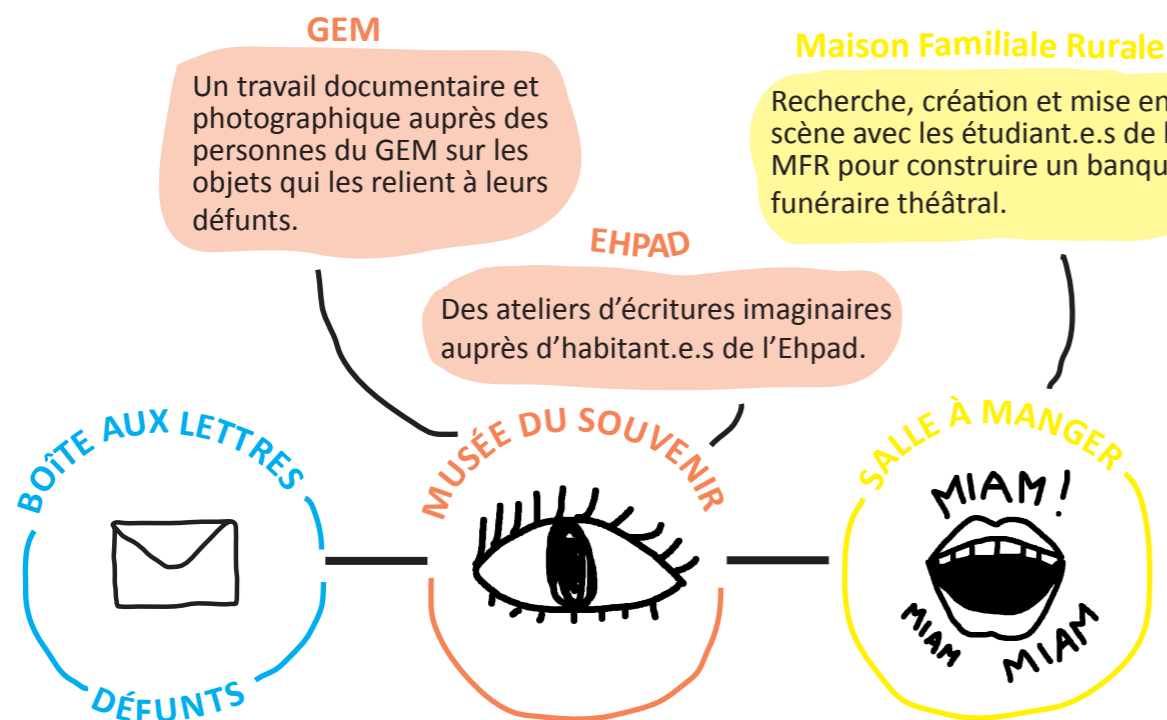 GEM
Un travail documentaire et
photographique auprès des
personnes du GEM sur les
objets qui les relient à leurs
défunts.
Maison Familiale Rurale
Recherche, création et mise en
scène avec les étudiant.e.s de l
MFR pour construire un banqu
funéraire théâtral.
EHPAD
Des ateliers d'écritures imaginaires
auprès d'habitant.e.s de l'Ehpad.
BOîTE AUX LETTRES
DÉFUNTS
MUSÉE DU SOUVENIR
SALLE À MANGER
MIAM !
MIAM
MIAM